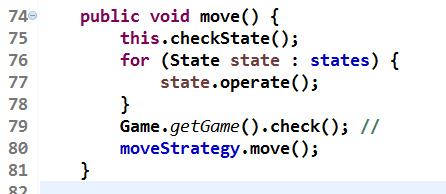 74 public void move() {
75 this.checkState();
76 for (State state : states) {
77 state.operate();
78 }
79 Game.getGame().check(); //
80 moveStrategy.move();
81 }
82